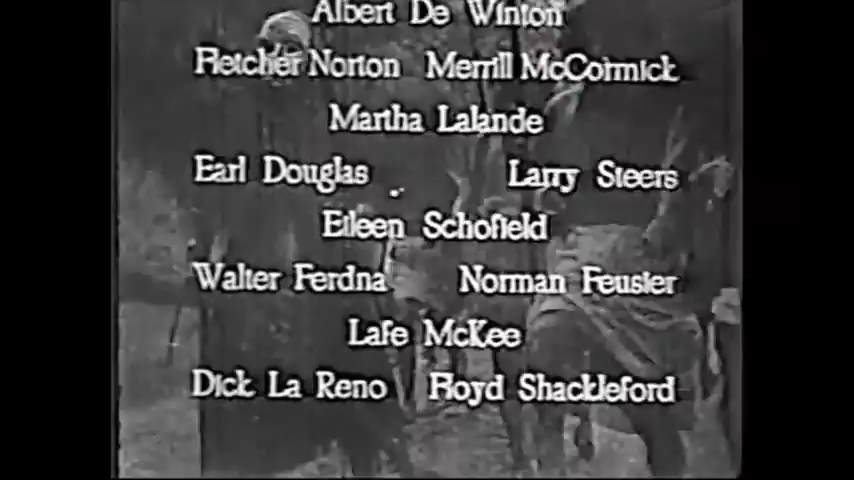 Albert De Winton
Fletcher Norton Merrill McCormick
Martha Lalande
Earl Douglas Larry Steers
Eileen Schofield
Walter Ferdna Norman Feusier
Lafe McKee
Dick La Reno Floyd Shackleford